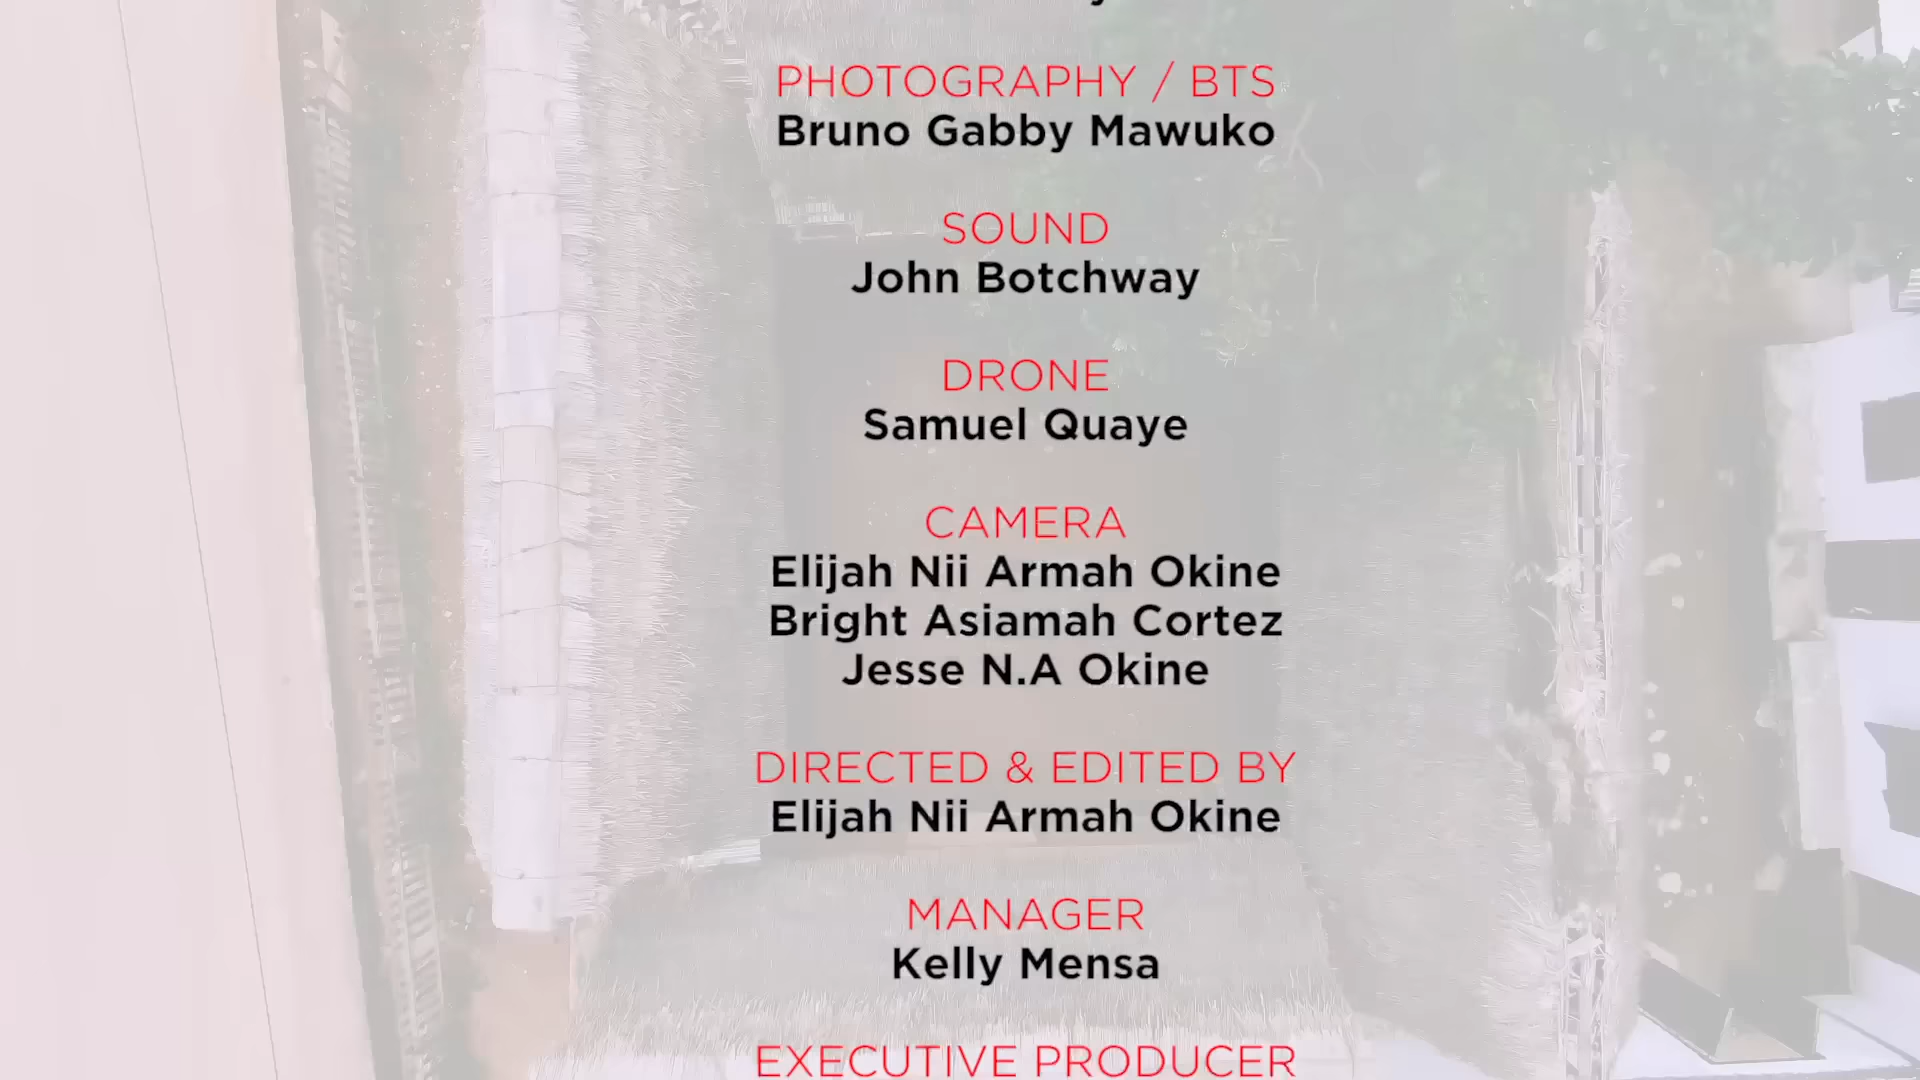 PHOTOGRAPHY / BTS
Bruno Gabby Mawuko
SOUND
John Botchway
DRONE
Samuel Quaye
CAMERA
Elijah Nii Armah Okine
Bright Asiamah Cortez
Jesse N.A Okine
DIRECTED & EDITED BY
Elijah Nii Armah Okine
MANAGER
Kelly Mensa
EXECUTIVE PRODUCER